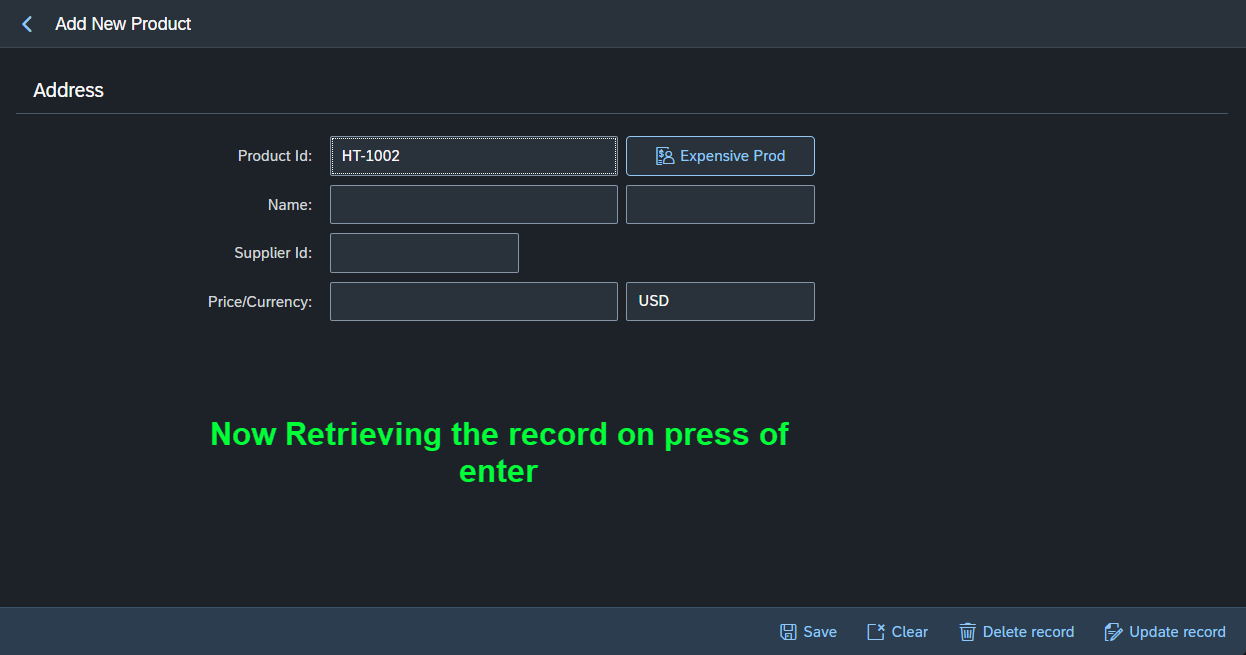 Add New Product
Address
Product Id: HT-1002 Expensive Prod
Name:
Supplier Id:
Price/Currency: USD
Now Retrieving the record on press of
enter
Save Clear Delete record Update record